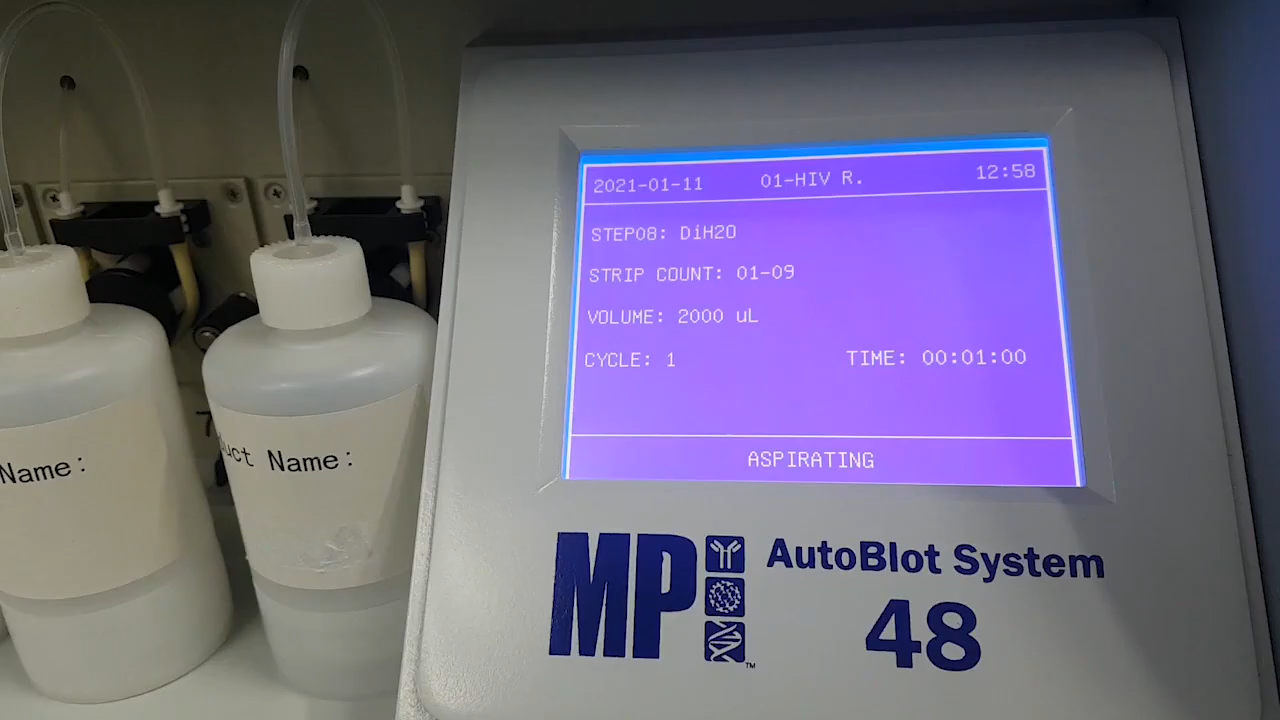 2021-01-11 01-HIV R. 12:58
STEP08: DiH2O
STRIP COUNT: 01-09
VOLUME: 2000 uL
CYCLE: 1 TIME: 00:01:00
ASPIRATING
MP AutoBlot System
48
TM
Name:
Name: